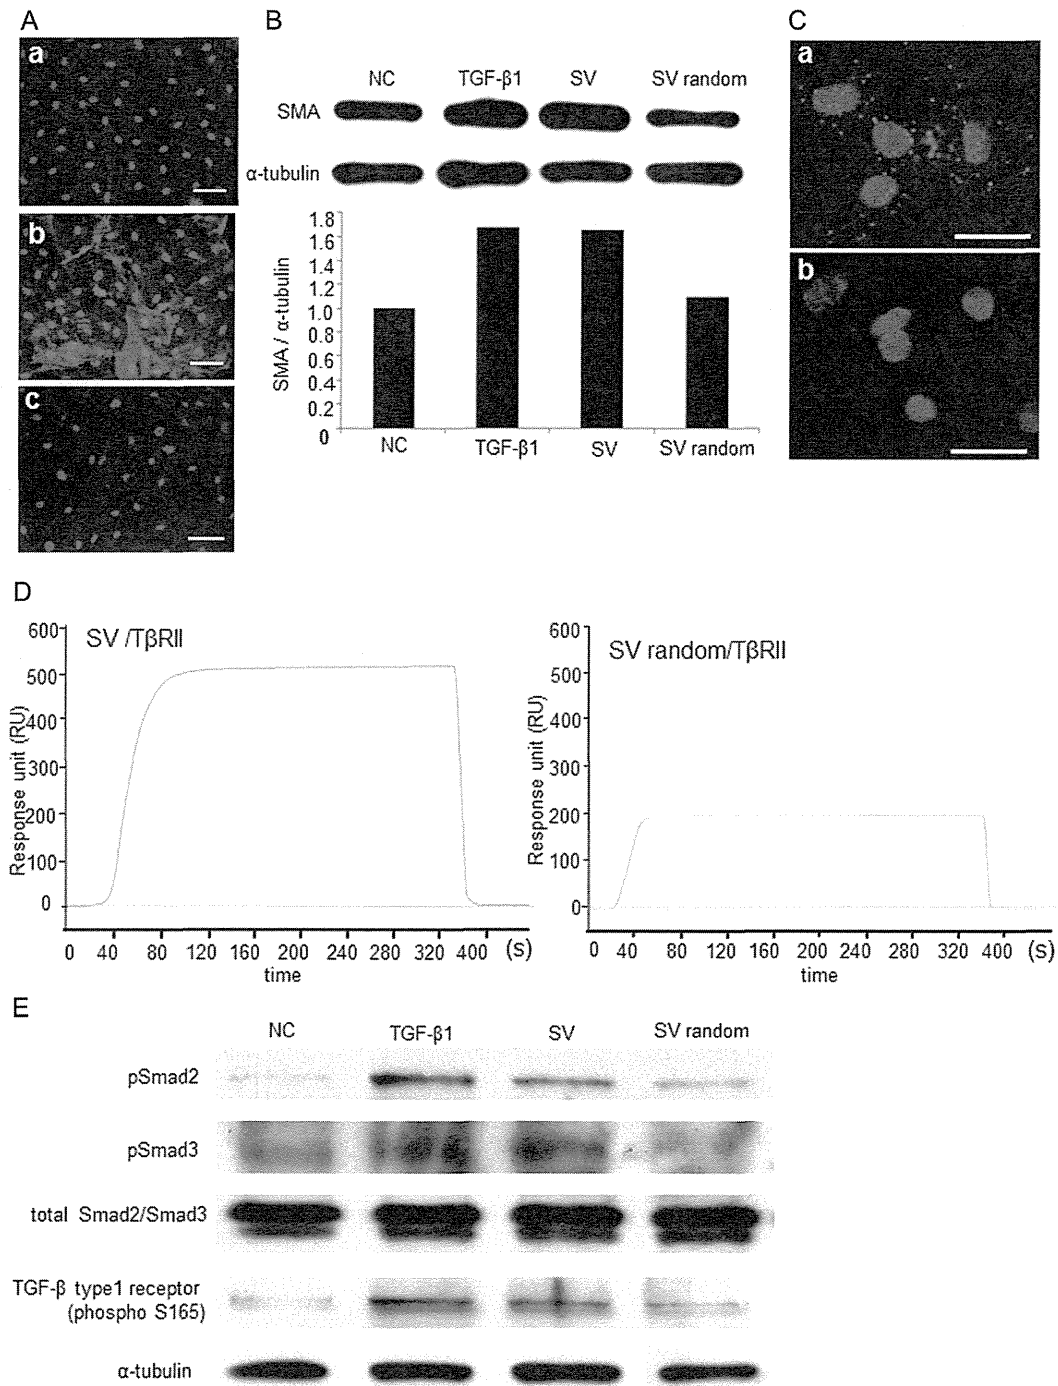 A
a
b
c
B
NC TGF-β1 SV SV random
SMA
α-tubulin
SMA / α-tubulin
1.8
1.6
1.4
1.2
1.0
0.8
0.6
0.4
0.2
0
NC TGF-β1 SV SV random
C
a
b
D
SV /TβRII
Response unit (RU)
600
500
400
300
200
100
0
0 40 80 120 160 200 240 280 320 400 (s)
time
SV random/TβRII
Response unit (RU)
600
500
400
300
200
100
0
0 40 80 120 160 200 240 280 320 400 (s)
time
E
NC TGF-β1 SV SV random
pSmad2
pSmad3
total Smad2/Smad3
TGF-β type1 receptor
(phospho S165)
α-tubulin